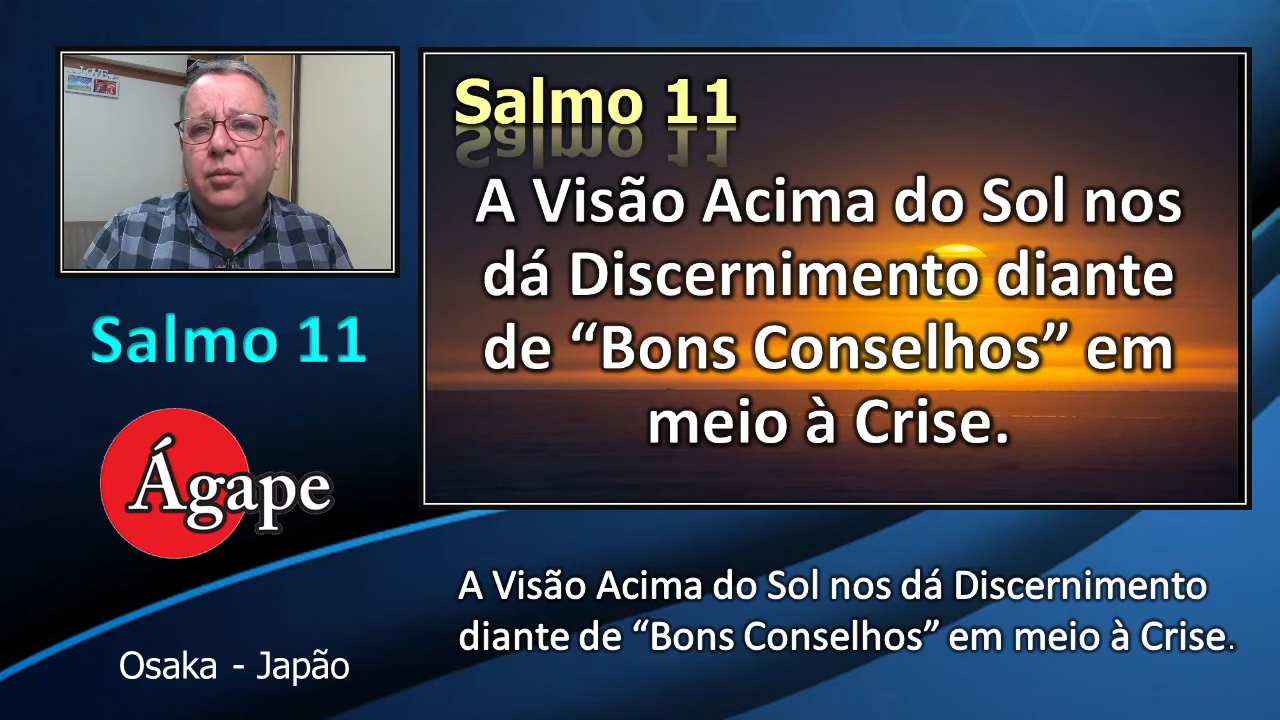 LOVE
Salmo 11
A Visão Acima do Sol nos
dá Discernimento diante
de “Bons Conselhos” em
meio à Crise.
Salmo 11
Ágape
A Visão Acima do Sol nos dá Discernimento
diante de “Bons Conselhos” em meio à Crise.
Osaka - Japão